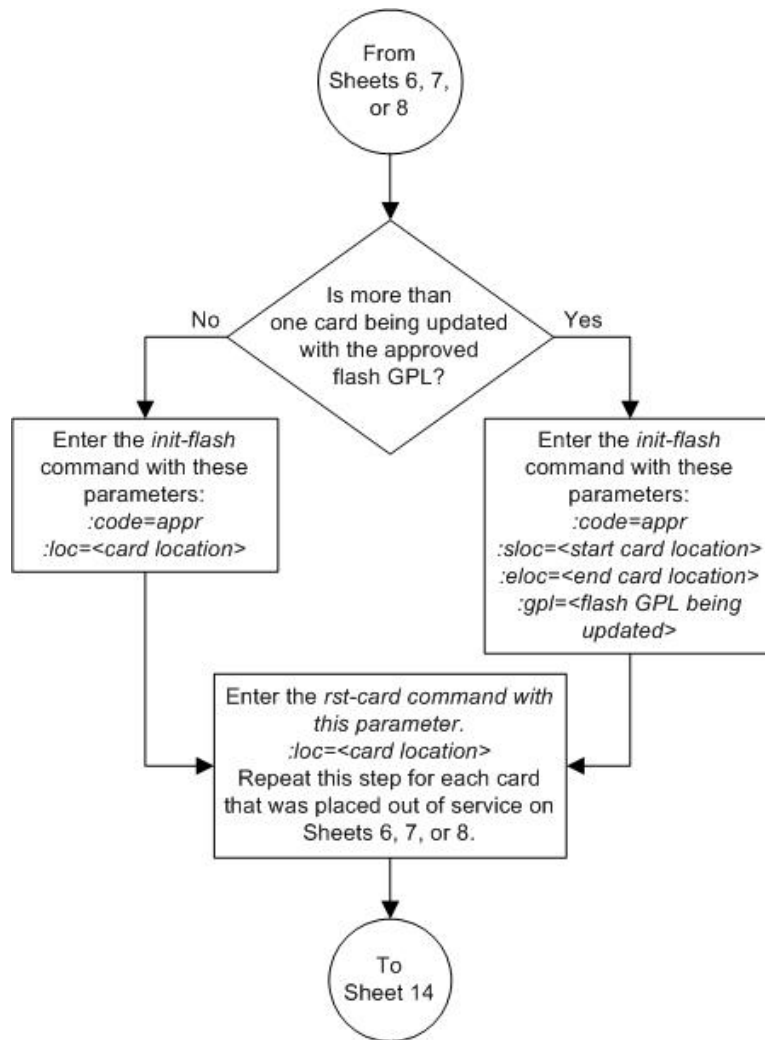 From
Sheets 6, 7,
or 8
Is more than
one card being updated
with the approved
flash GPL?
No
Yes
Enter the init-flash
command with these
parameters:
:code=appr
:loc=<card location>
Enter the init-flash
command with these
parameters:
:code=appr
:sloc=<start card location>
:eloc=<end card location>
:gpl=<flash GPL being
updated>
Enter the rst-card command with
this parameter.
:loc=<card location>
Repeat this step for each card
that was placed out of service on
Sheets 6, 7, or 8.
To
Sheet 14